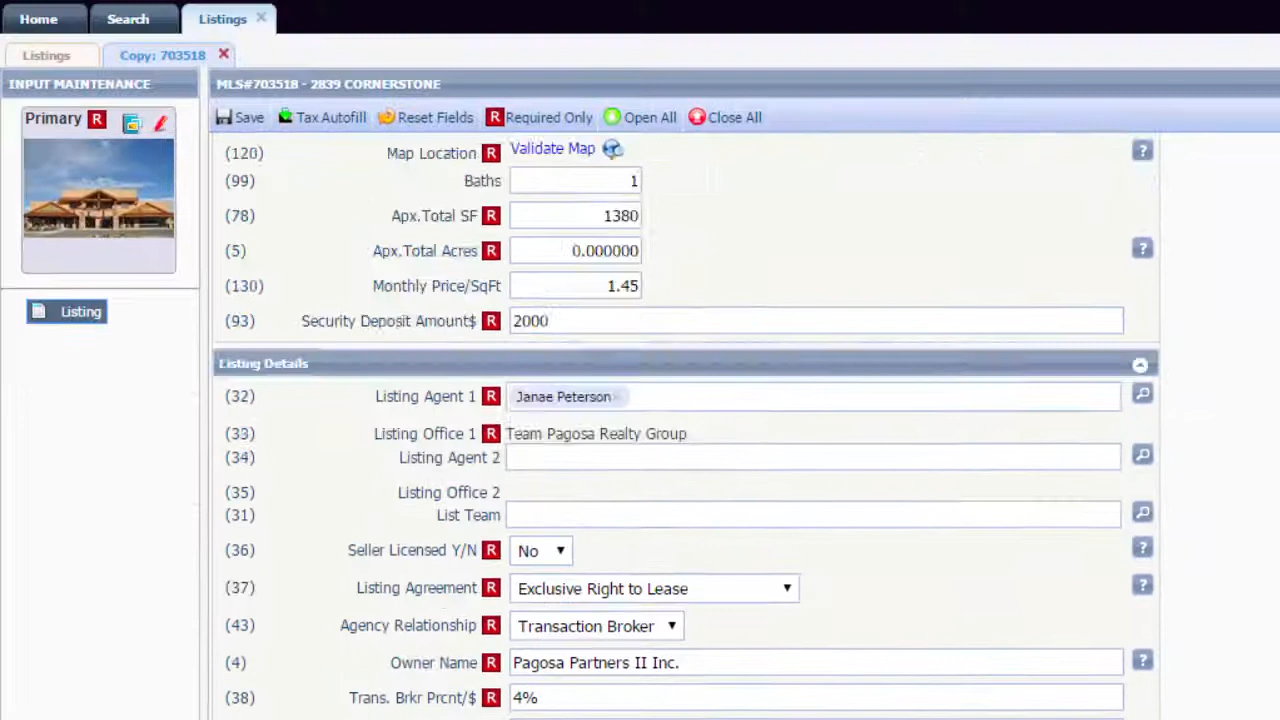 Home Search Listings
Listings Copy: 703518
INPUT MAINTENANCE
MLS#703518 - 2839 CORNERSTONE
Primary R
Save Tax Autofill Reset Fields R Required Only Open All Close All
(120) Map Location R Validate Map ?
(99) Baths 1
(78) Apx.Total SF R 1380
(5) Apx.Total Acres R 0.000000 ?
(130) Monthly Price/SqFt 1.45
Listing
(93) Security Deposit Amount$ R 2000
Listing Details
(32) Listing Agent 1 R Janae Peterson
(33) Listing Office 1 R Team Pagosa Realty Group
(34) Listing Agent 2
(35) Listing Office 2
(31) List Team
(36) Seller Licensed Y/N R No ?
(37) Listing Agreement R Exclusive Right to Lease ?
(43) Agency Relationship R Transaction Broker
(4) Owner Name R Pagosa Partners II Inc. ?
(38) Trans. Brkr Prcnt/$ R 4%